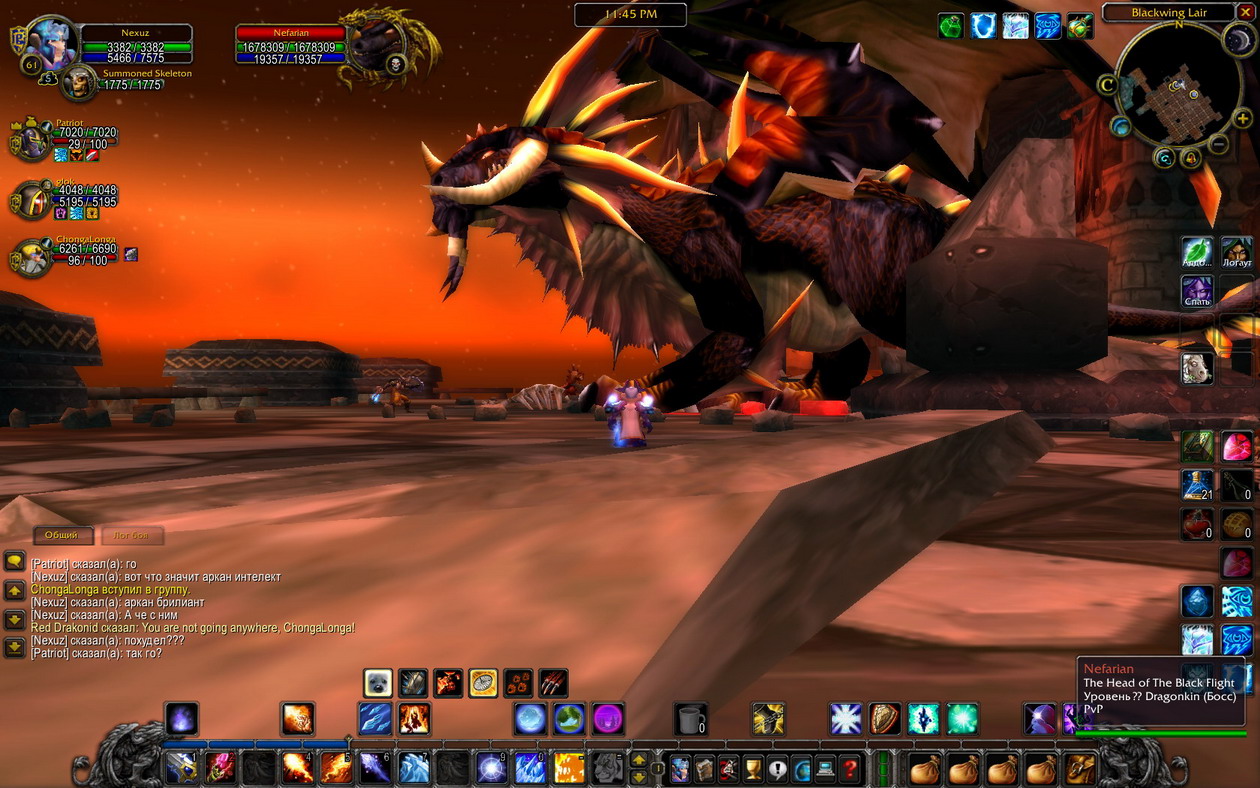 11:45 PM
Blackwing Lair
Nexuz
3382 / 3382
5466 / 7575
61
Nefarian
1678309 / 1678309
19357 / 19357
N
Summoned Skeleton
1775 / 1775
Patriot
7020 / 7020
29 / 100
4048 / 4048
5195 / 5195
ChongaLonga
6261 / 6690
96 / 100
Логаут
Спать
21
0
0
0
Общий
Лог боя
[Patriot] сказал(а): го
[Nexuz] сказал(а): вот что значит аркан интелект
ChongaLonga вступил в группу.
[Nexuz] сказал(а): аркан брилиант
[Nexuz] сказал(а): А че с ним
Red Drakonid сказал: You are not going anywhere, ChongaLonga!
[Nexuz] сказал(а): похудел???
[Patriot] сказал(а): так го?
Nefarian
The Head of The Black Flight
Уровень ?? Dragonkin (Босс)
PvP
0